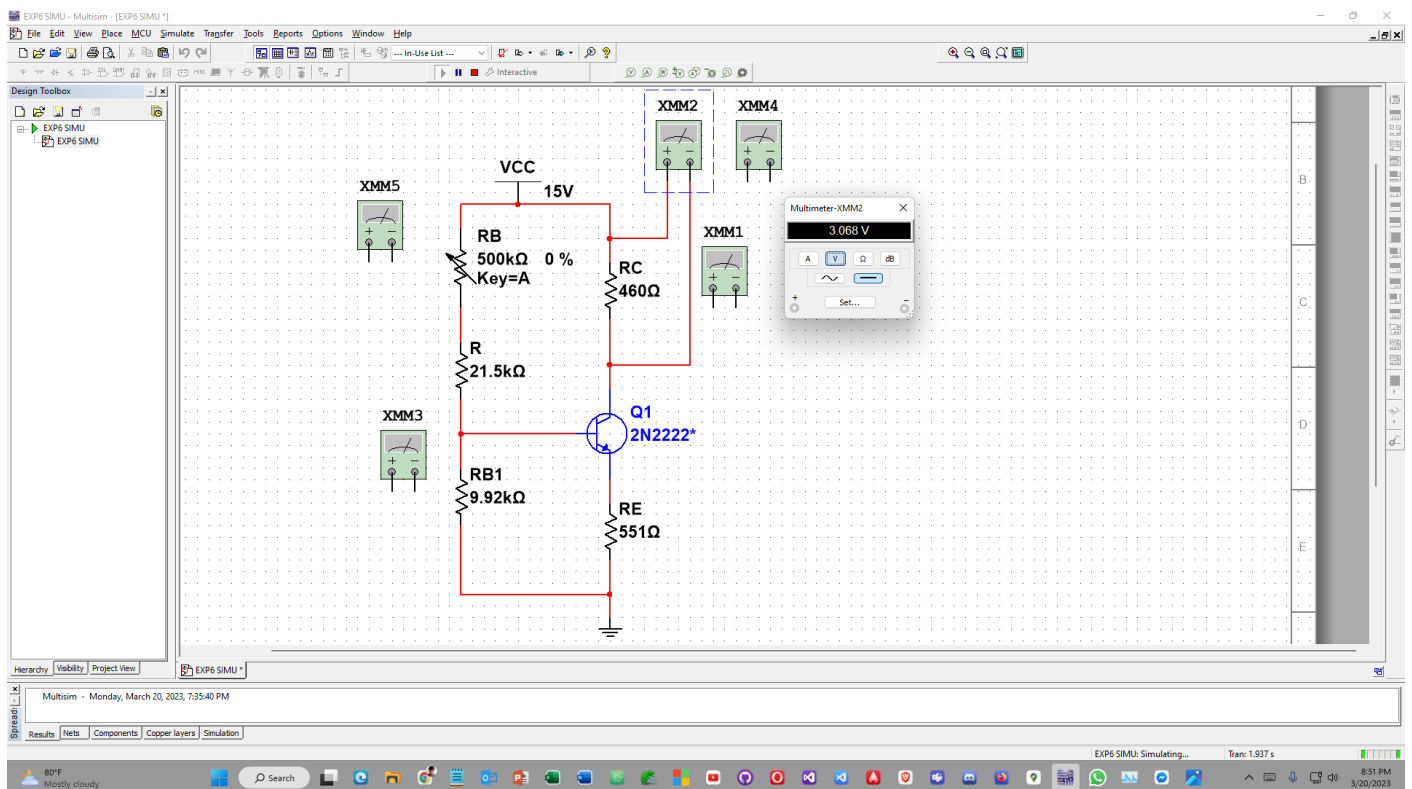 EXP6 SIMU - Multisim - [EXP6 SIMU *]
File Edit View Place MCU Simulate Transfer Tools Reports Options Window Help
--- In-Use List ---
Interactive
Design Toolbox
EXP6 SIMU
EXP6 SIMU
XMM2
XMM4
VCC
15V
XMM5
B
Multimeter-XMM2
3.068 V
A V Ω dB
+ Set... -
XMM1
RB
500kΩ 0 %
Key=A
RC
460Ω
C
R
21.5kΩ
XMM3
Q1
2N2222*
D
RB1
9.92kΩ
RE
551Ω
E
Hierarchy Visibility Project View
EXP6 SIMU *
Multisim - Monday, March 20, 2023, 7:35:40 PM
Results Nets Components Copper layers Simulation
EXP6 SIMU: Simulating... Tran: 1.937 s
80°F
Mostly cloudy
Search
8:51 PM
3/20/2023